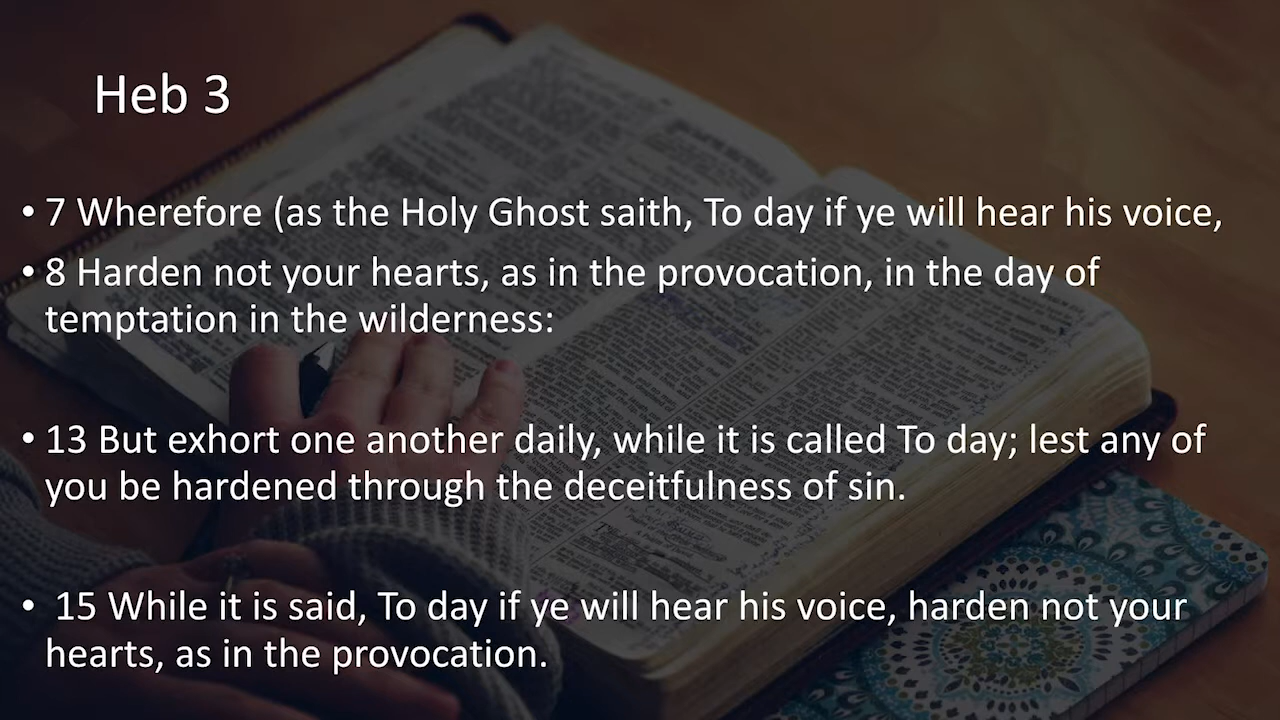 Heb 3
• 7 Wherefore (as the Holy Ghost saith, To day if ye will hear his voice,
• 8 Harden not your hearts, as in the provocation, in the day of
temptation in the wilderness:
• 13 But exhort one another daily, while it is called To day; lest any of
you be hardened through the deceitfulness of sin.
• 15 While it is said, To day if ye will hear his voice, harden not your
hearts, as in the provocation.